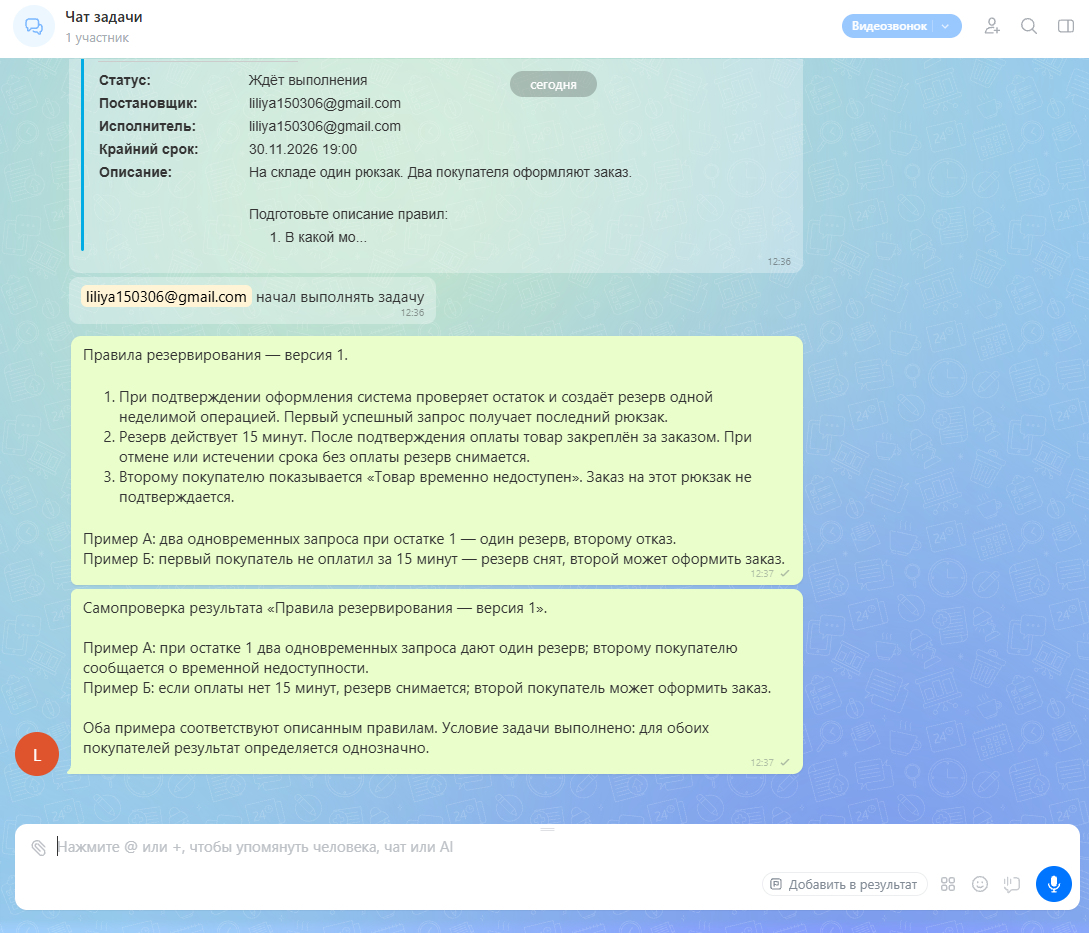 Чат задачи
1 участник
Видеозвонок
сегодня
Статус: Ждёт выполнения
Постановщик: liliya150306@gmail.com
Исполнитель: liliya150306@gmail.com
Крайний срок: 30.11.2026 19:00
Описание: На складе один рюкзак. Два покупателя оформляют заказ.
Подготовьте описание правил:
1. В какой мо...
12:36
liliya150306@gmail.com начал выполнять задачу
12:36
Правила резервирования — версия 1.
1. При подтверждении оформления система проверяет остаток и создаёт резерв одной
неделимой операцией. Первый успешный запрос получает последний рюкзак.
2. Резерв действует 15 минут. После подтверждения оплаты товар закреплён за заказом. При
отмене или истечении срока без оплаты резерв снимается.
3. Второму покупателю показывается «Товар временно недоступен». Заказ на этот рюкзак не
подтверждается.
Пример А: два одновременных запроса при остатке 1 — один резерв, второму отказ.
Пример Б: первый покупатель не оплатил за 15 минут — резерв снят, второй может оформить заказ.
12:37
Самопроверка результата «Правила резервирования — версия 1».
Пример А: при остатке 1 два одновременных запроса дают один резерв; второму покупателю
сообщается о временной недоступности.
Пример Б: если оплаты нет 15 минут, резерв снимается; второй покупатель может оформить заказ.
Оба примера соответствуют описанным правилам. Условие задачи выполнено: для обоих
покупателей результат определяется однозначно.
12:37
L
Нажмите @ или +, чтобы упомянуть человека, чат или AI
Добавить в результат